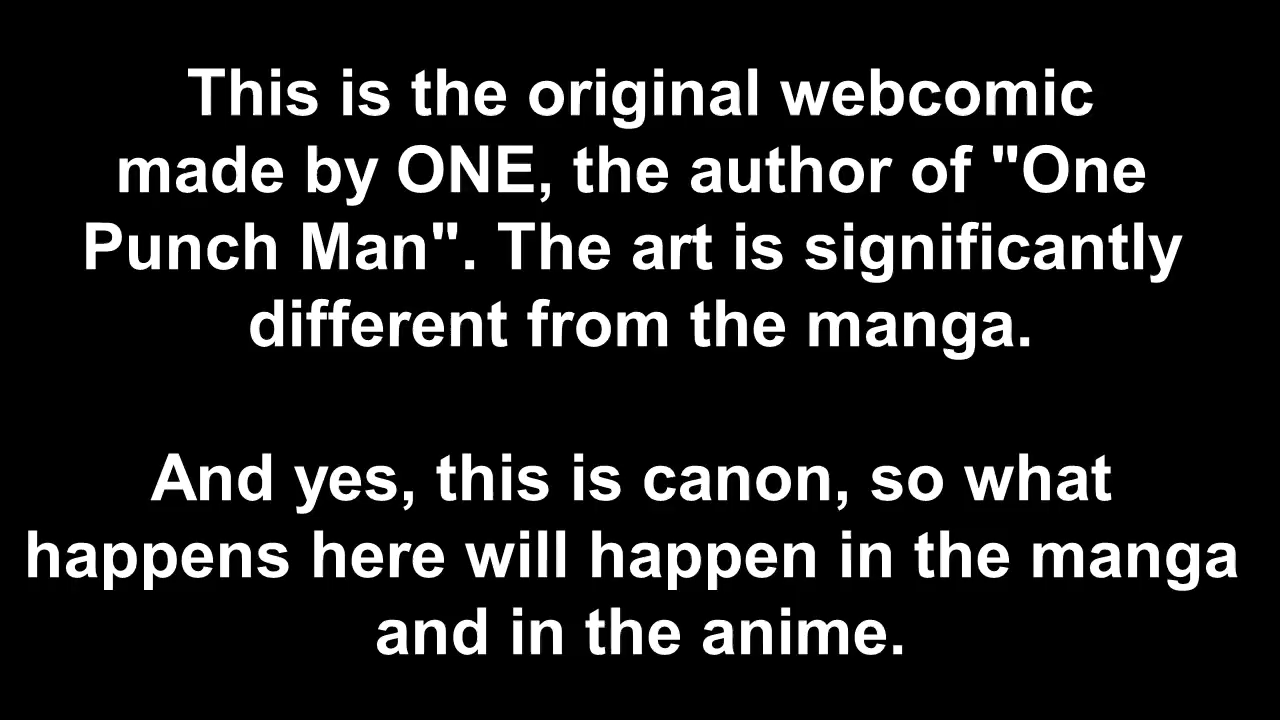 This is the original webcomic
made by ONE, the author of "One
Punch Man". The art is significantly
different from the manga.
And yes, this is canon, so what
happens here will happen in the manga
and in the anime.